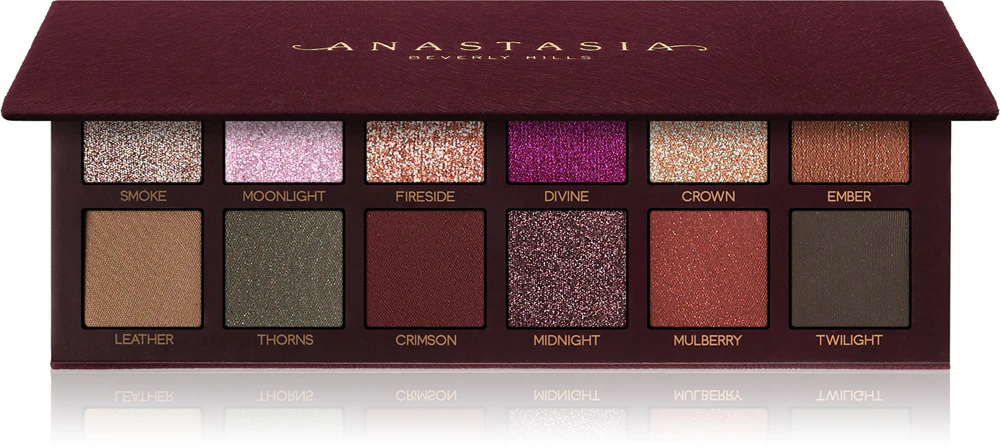 ANASTASIA
BEVERLY HILLS
SMOKE MOONLIGHT FIRESIDE DIVINE CROWN EMBER
LEATHER THORNS CRIMSON MIDNIGHT MULBERRY TWILIGHT